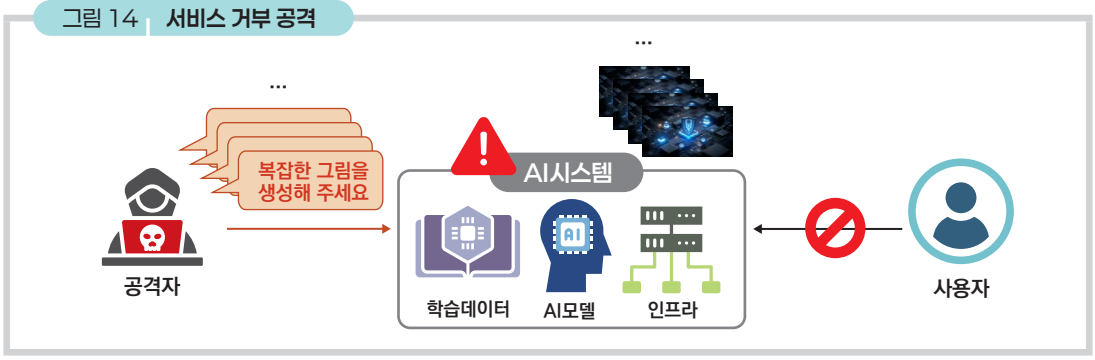 그림 14 서비스 거부 공격
...
...
복잡한 그림을
생성해 주세요
AI시스템
AI
공격자
학습데이터
AI모델
인프라
사용자